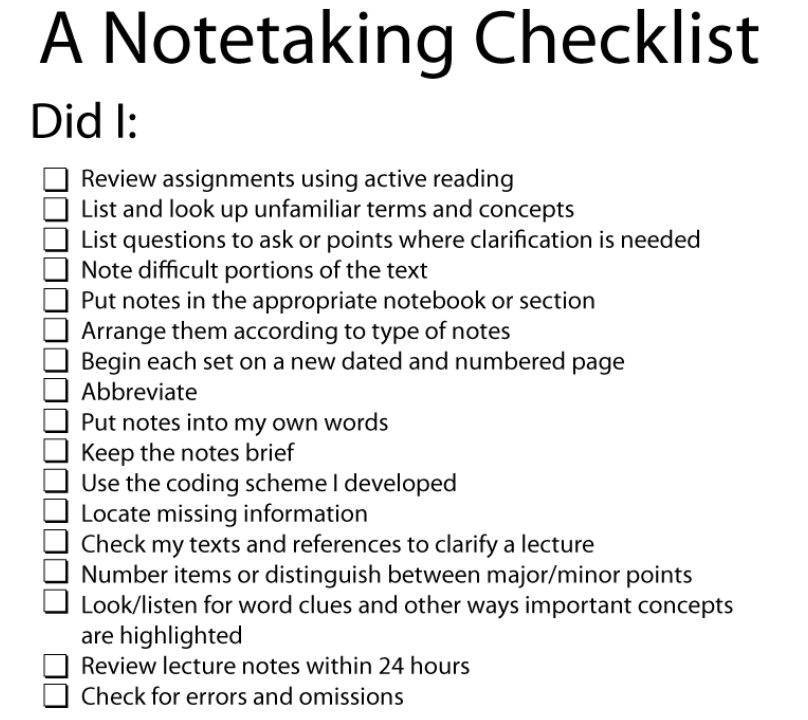 A Notetaking Checklist
Did I:
Review assignments using active reading
List and look up unfamiliar terms and concepts
List questions to ask or points where clarification is needed
Note difficult portions of the text
Put notes in the appropriate notebook or section
Arrange them according to type of notes
Begin each set on a new dated and numbered page
Abbreviate
Put notes into my own words
Keep the notes brief
Use the coding scheme I developed
Locate missing information
Check my texts and references to clarify a lecture
Number items or distinguish between major/minor points
Look/listen for word clues and other ways important concepts
are highlighted
Review lecture notes within 24 hours
Check for errors and omissions